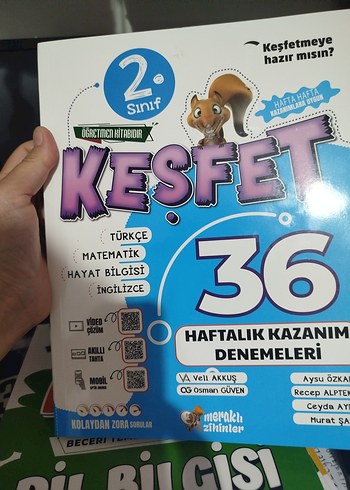 Keşfetmeye
hazır mısın?
2.
sınıf
HAFTA HAFTA
KAZANIMLARA UYGUN
ÖĞRETMEN KİTABIDIR
KEŞFET
TÜRKÇE
MATEMATİK
HAYAT BİLGİSİ
İNGİLİZCE
36
HAFTALIK KAZANIM
DENEMELERİ
VİDEO
ÇÖZÜM
AKILLI
TAHTA
MOBİL
Veli AKKUŞ
Osman GÜVEN
Aysu ÖZKA
Recep ALPTEK
Ceyda AY
Murat ŞA
meraklı
zihinler
KOLAYDAN ZORA SORULAR
BECERİ
DİL BİLGİSİ